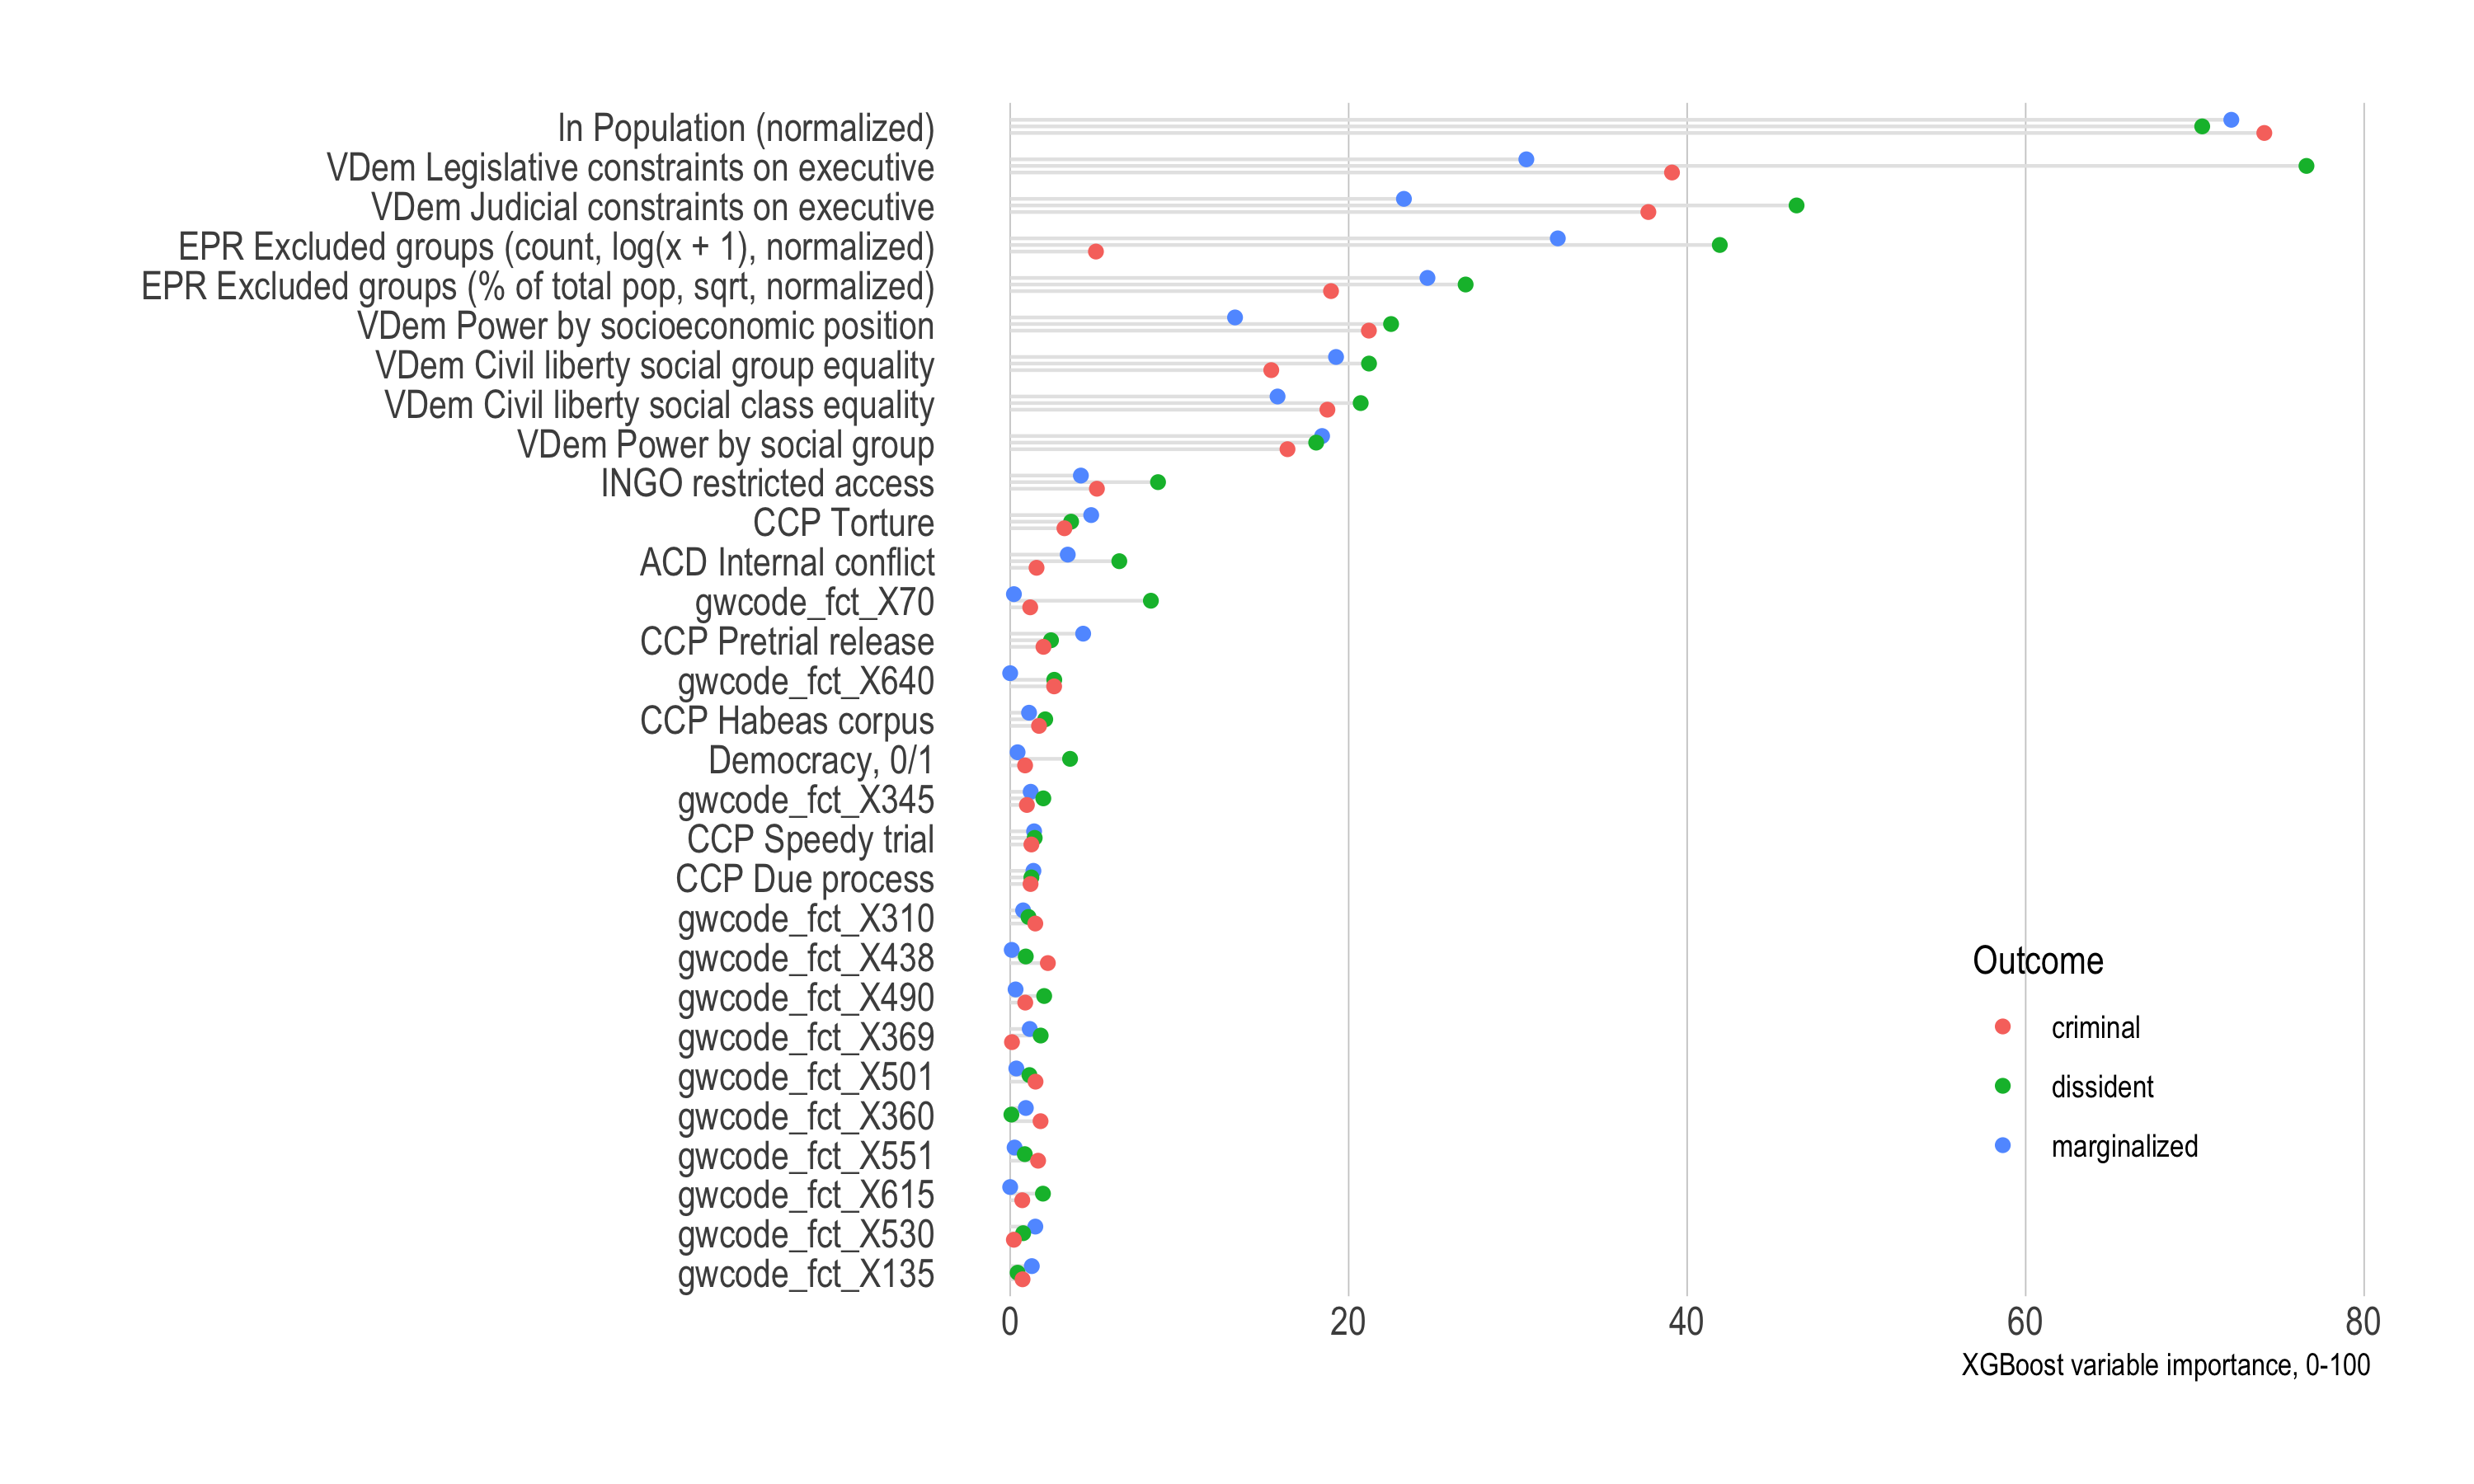 ln Population (normalized)
VDem Legislative constraints on executive
VDem Judicial constraints on executive
EPR Excluded groups (count, log(x + 1), normalized)
EPR Excluded groups (% of total pop, sqrt, normalized)
VDem Power by socioeconomic position
VDem Civil liberty social group equality
VDem Civil liberty social class equality
VDem Power by social group
INGO restricted access
CCP Torture
ACD Internal conflict
gwcode_fct_X70
CCP Pretrial release
gwcode_fct_X640
CCP Habeas corpus
Democracy, 0/1
gwcode_fct_X345
CCP Speedy trial
CCP Due process
gwcode_fct_X310
gwcode_fct_X438
gwcode_fct_X490
gwcode_fct_X369
gwcode_fct_X501
gwcode_fct_X360
gwcode_fct_X551
gwcode_fct_X615
gwcode_fct_X530
gwcode_fct_X135
Outcome
criminal
dissident
marginalized
0 20 40 60 80
XGBoost variable importance, 0-100